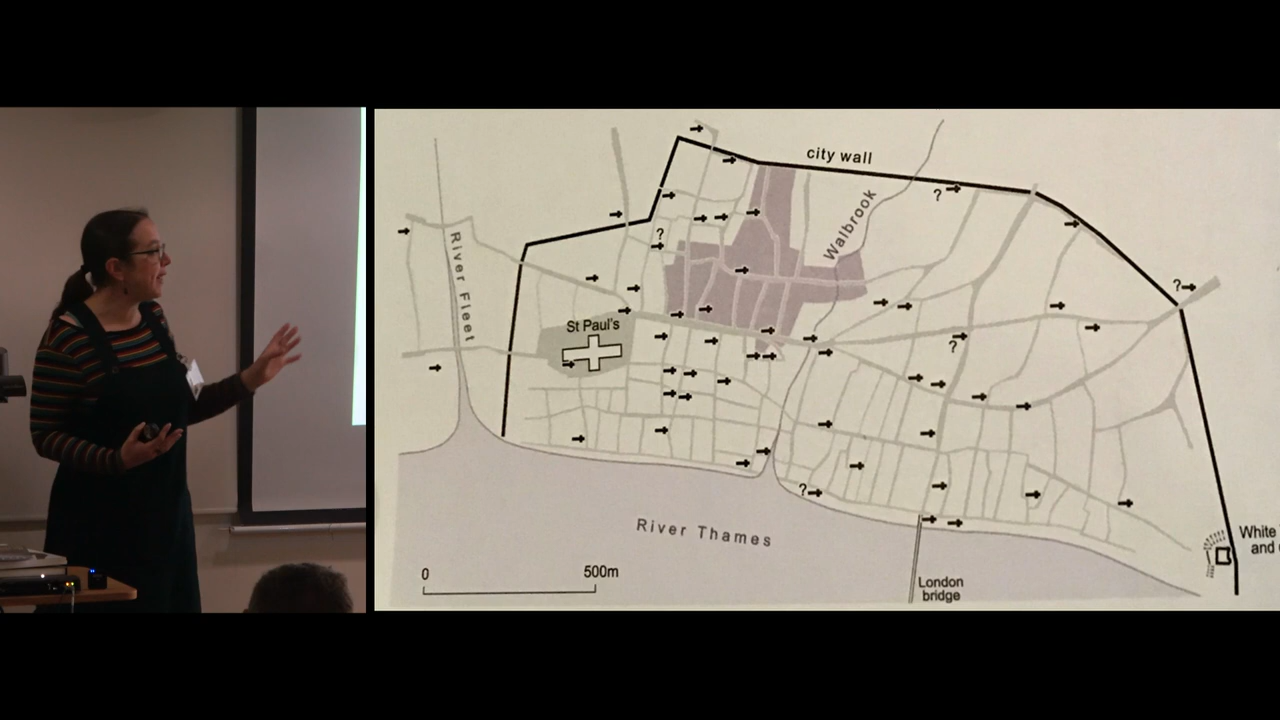 city wall
?
Walbrook
?
River Fleet
?
St Paul's
?
?
River Thames
White
and
0
500m
London
bridge